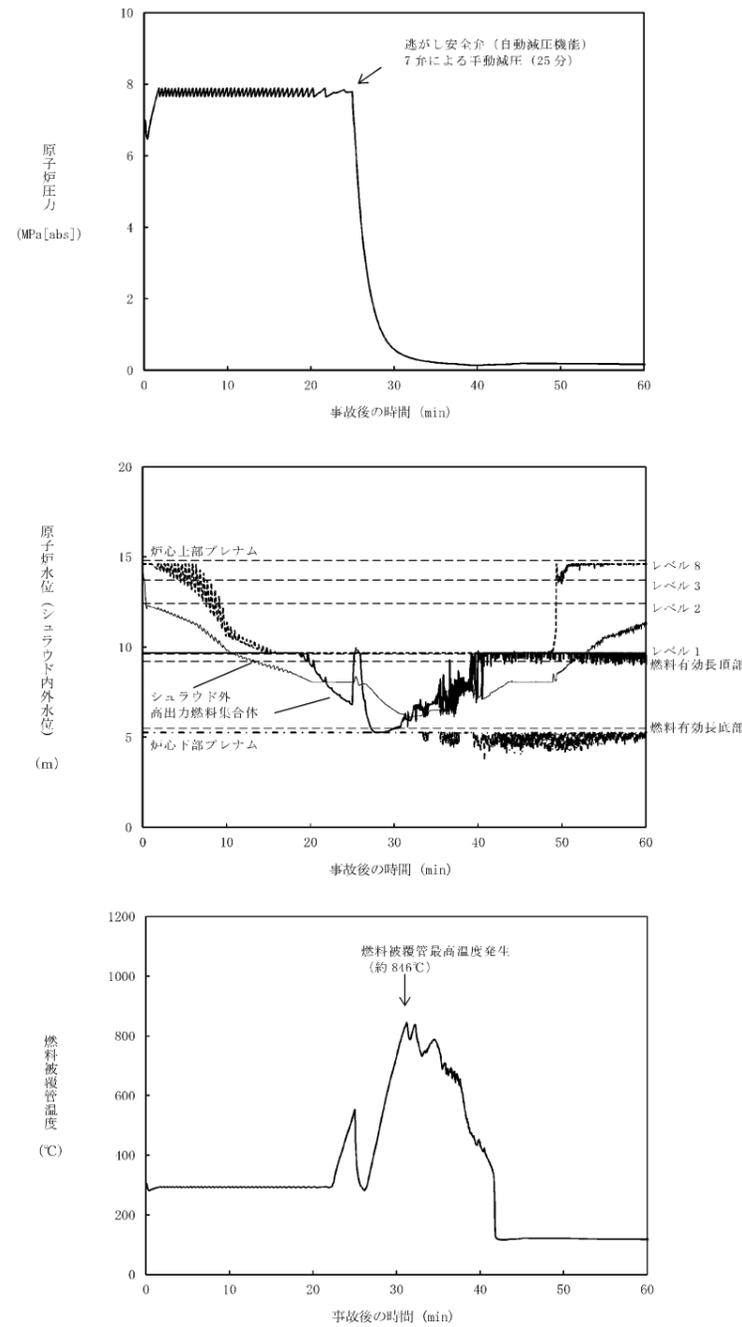 10
8
6
4
2
0
原子炉圧力
(MPa[abs])
逃がし安全弁（自動減圧機能）
7弁による手動減圧（25分）
0 10 20 30 40 50 60
事故後の時間 (min)
20
15
10
5
0
原子炉水位（シュラウド内外水位）
(m)
炉心上部プレナム
シュラウド外
高出力燃料集合体
炉心下部プレナム
レベル8
レベル3
レベル2
レベル1
燃料有効長頂部
燃料有効長底部
0 10 20 30 40 50 60
事故後の時間 (min)
1200
1000
800
600
400
200
0
燃料被覆管温度
(℃)
燃料被覆管最高温度発生
（約846℃）
0 10 20 30 40 50 60
事故後の時間 (min)